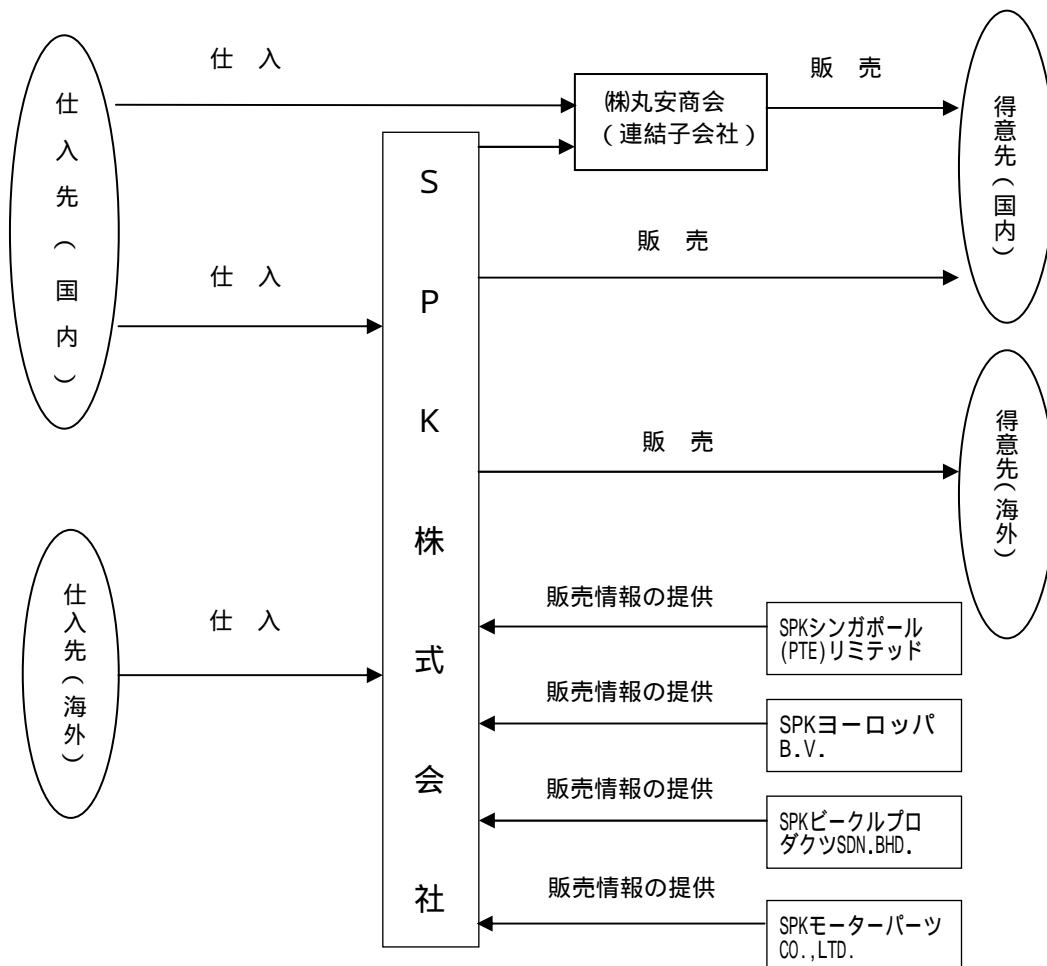 仕　入
販　売
仕入先(国内)
㈱丸安商会
(連結子会社)
得意先(国内)
販　売
仕　入
SPK株式会社
販　売
得意先(海外)
仕入先(海外)
仕　入
販売情報の提供
SPKシンガポール
(PTE)リミテッド
販売情報の提供
SPKヨーロッパ
B.V.
販売情報の提供
SPKビークルプロ
ダクツSDN.BHD.
販売情報の提供
SPKモーターパーツ
CO.,LTD.